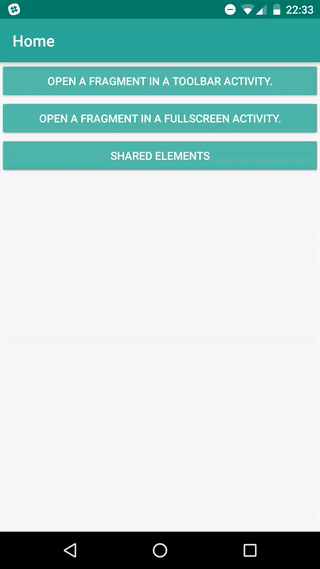 22:33
Home
OPEN A FRAGMENT IN A TOOLBAR ACTIVITY.
OPEN A FRAGMENT IN A FULLSCREEN ACTIVITY.
SHARED ELEMENTS